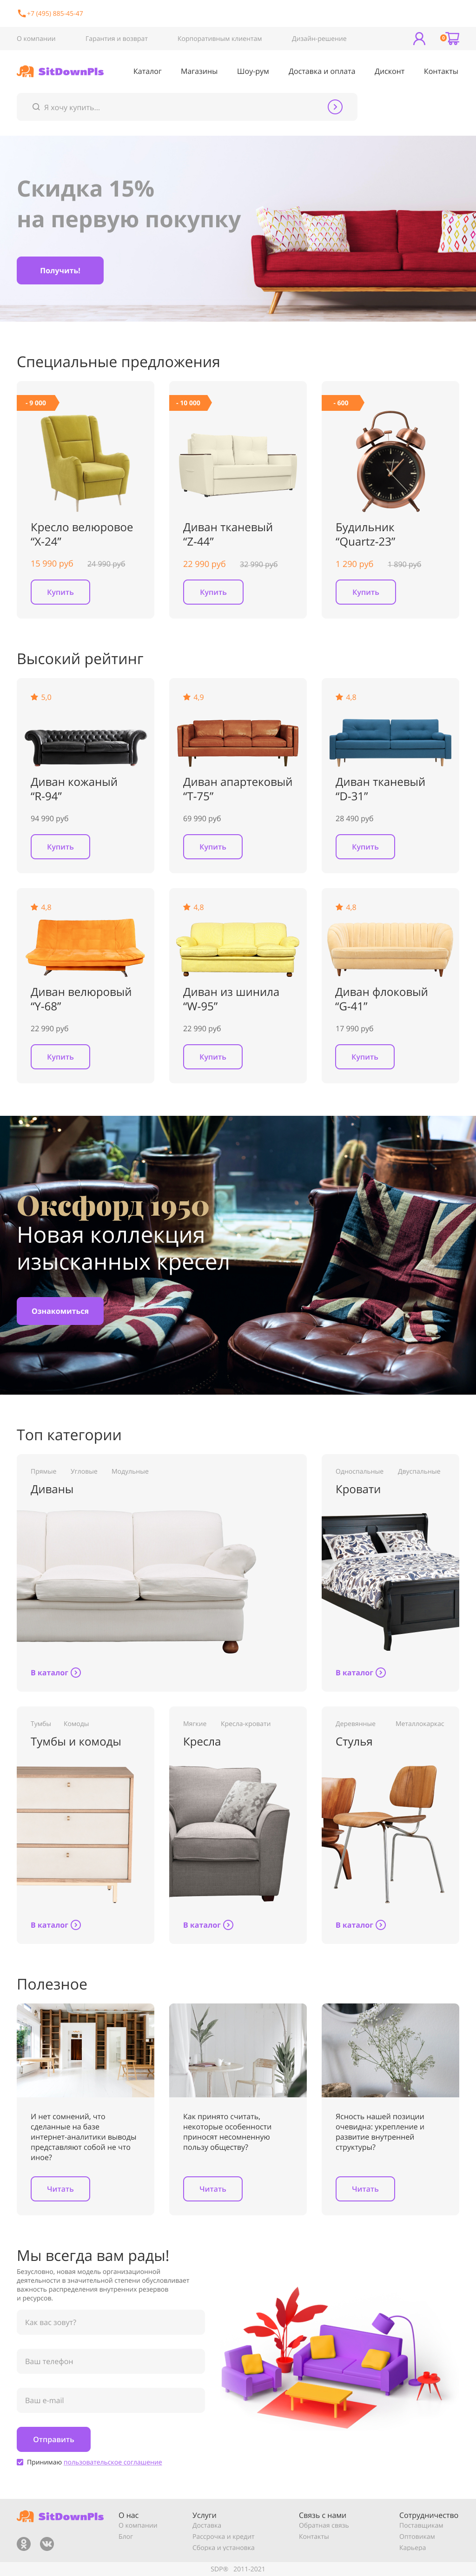 +7 (495) 885-45-47
О компании Гарантия и возврат Корпоративным клиентам Дизайн-решение
0
SitDownPls Каталог Магазины Шоу-рум Доставка и оплата Дисконт Контакты
Я хочу купить...
Скидка 15%
на первую покупку
Получить!
Специальные предложения
- 9 000
Кресло велюровое
“X-24”
15 990 руб 24 990 руб
Купить
- 10 000
Диван тканевый
“Z-44”
22 990 руб 32 990 руб
Купить
- 600
Будильник
“Quartz-23”
1 290 руб 1 890 руб
Купить
Высокий рейтинг
5,0
Диван кожаный
“R-94”
94 990 руб
Купить
4,9
Диван апартековый
“T-75”
69 990 руб
Купить
4,8
Диван тканевый
“D-31”
28 490 руб
Купить
4,8
Диван велюровый
“Y-68”
22 990 руб
Купить
4,8
Диван из шинила
“W-95”
22 990 руб
Купить
4,8
Диван флоковый
“G-41”
17 990 руб
Купить
Оксфорд 1950
Новая коллекция
изысканных кресел
Ознакомиться
Топ категории
Прямые Угловые Модульные
Диваны
В каталог
Односпальные Двуспальные
Кровати
В каталог
Тумбы Комоды
Тумбы и комоды
В каталог
Мягкие Кресла-кровати
Кресла
В каталог
Деревянные Металлокаркас
Стулья
В каталог
Полезное
И нет сомнений, что
сделанные на базе
интернет-аналитики выводы
представляют собой не что
иное?
Читать
Как принято считать,
некоторые особенности
приносят несомненную
пользу обществу?
Читать
Ясность нашей позиции
очевидна: укрепление и
развитие внутренней
структуры?
Читать
Мы всегда вам рады!
Безусловно, новая модель организационной
деятельности в значительной степени обусловливает
важность распределения внутренних резервов
и ресурсов.
Как вас зовут?
Ваш телефон
Ваш e-mail
Отправить
Принимаю пользовательское соглашение
SitDownPls
О нас
О компании
Блог
Услуги
Доставка
Рассрочка и кредит
Сборка и установка
Связь с нами
Обратная связь
Контакты
Сотрудничество
Поставщикам
Оптовикам
Карьера
SDP® 2011-2021